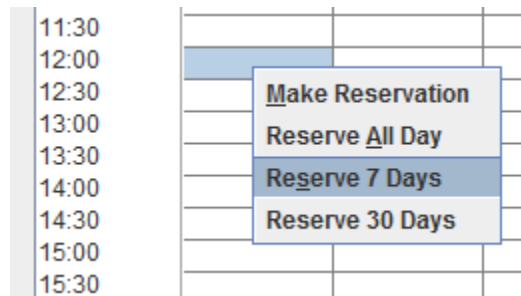 11:30
12:00
12:30
13:00
13:30
14:00
14:30
15:00
15:30
Make Reservation
Reserve All Day
Reserve 7 Days
Reserve 30 Days